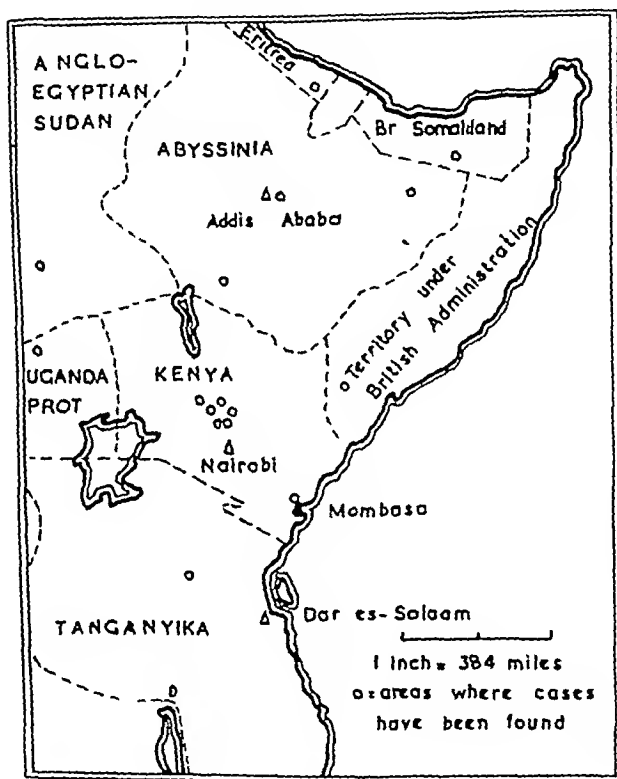 ANGLO-
EGYPTIAN
SUDAN
Eritrea
Br Somaliland
ABYSSINIA
Addis Ababa
Territory under
British Administration
UGANDA
PROT
KENYA
Nairobi
Mombasa
Dar es-Salaam
TANGANYIKA
1 Inch = 384 miles
o = areas where cases
have been found